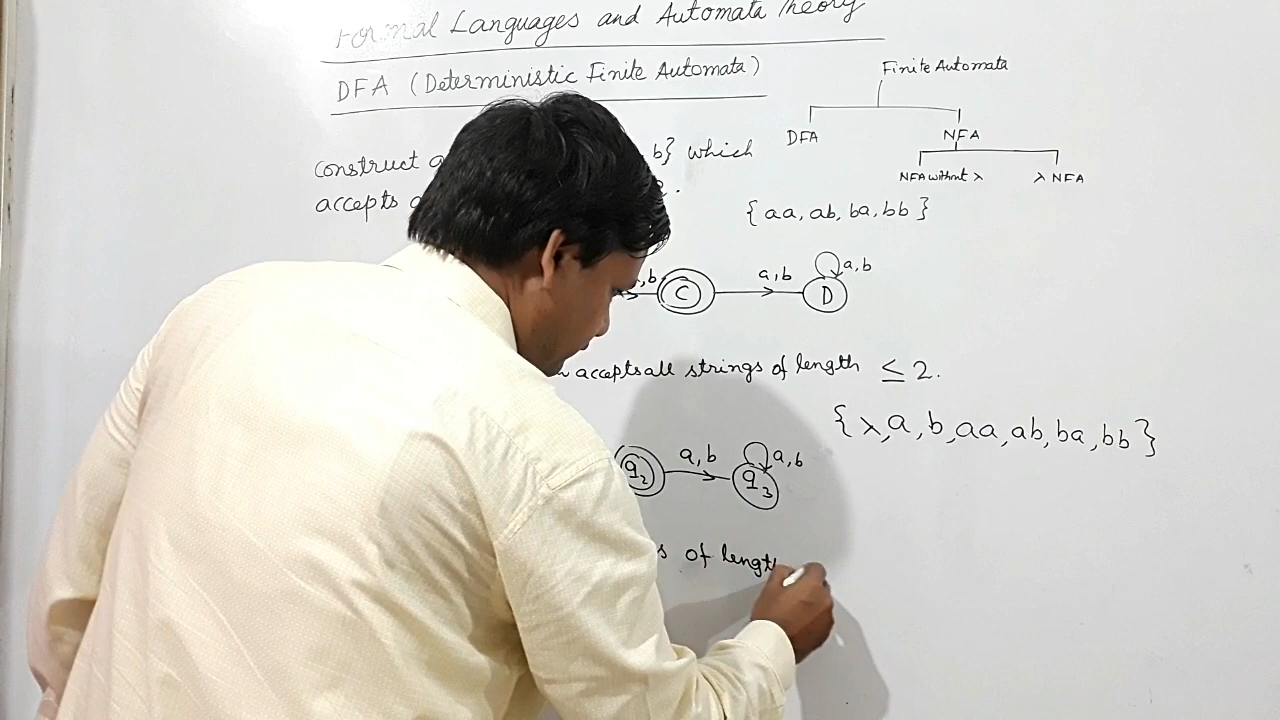 Formal Languages and Automata Theory
DFA (Deterministic Finite Automata)
Finite Automata
DFA
NFA
NFA without λ
λ NFA
construct a
b} which
accepts
.
{aa, ab, ba, bb}
,b
C
a,b
D
a,b
accepts all strings of length ≤ 2.
{λ,a,b,aa,ab,ba,bb}
q2
a,b
q3
a,b
s of length